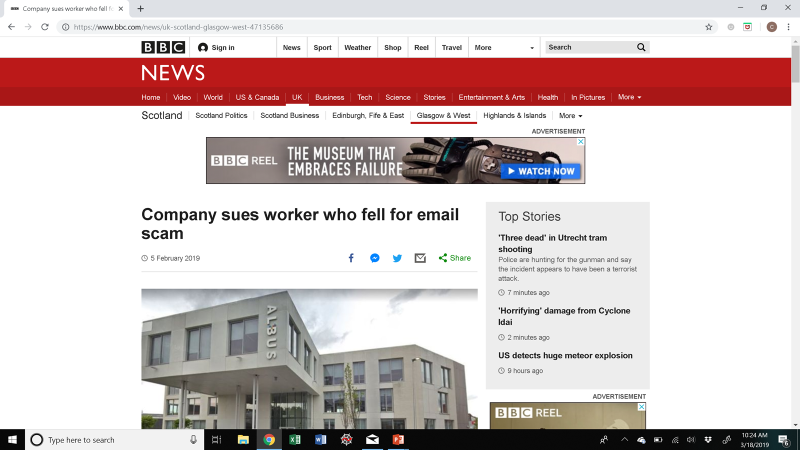 Company sues worker who fell fo
https://www.bbc.com/news/uk-scotland-glasgow-west-47135686
BBC Sign in News Sport Weather Shop Reel Travel More Search
NEWS
Home Video World US & Canada UK Business Tech Science Stories Entertainment & Arts Health In Pictures More
Scotland Scotland Politics Scotland Business Edinburgh, Fife & East Glasgow & West Highlands & Islands More
ADVERTISEMENT
BBC REEL
THE MUSEUM THAT
EMBRACES FAILURE
WATCH NOW
Company sues worker who fell for email
scam
5 February 2019
Share
ALBUS
Top Stories
'Three dead' in Utrecht tram
shooting
Police are hunting for the gunman and say
the incident appears to have been a terrorist
attack.
7 minutes ago
'Horrifying' damage from Cyclone
Idai
2 minutes ago
US detects huge meteor explosion
9 hours ago
ADVERTISEMENT
BBC REEL
Type here to search
10:24 AM
3/18/2019
6